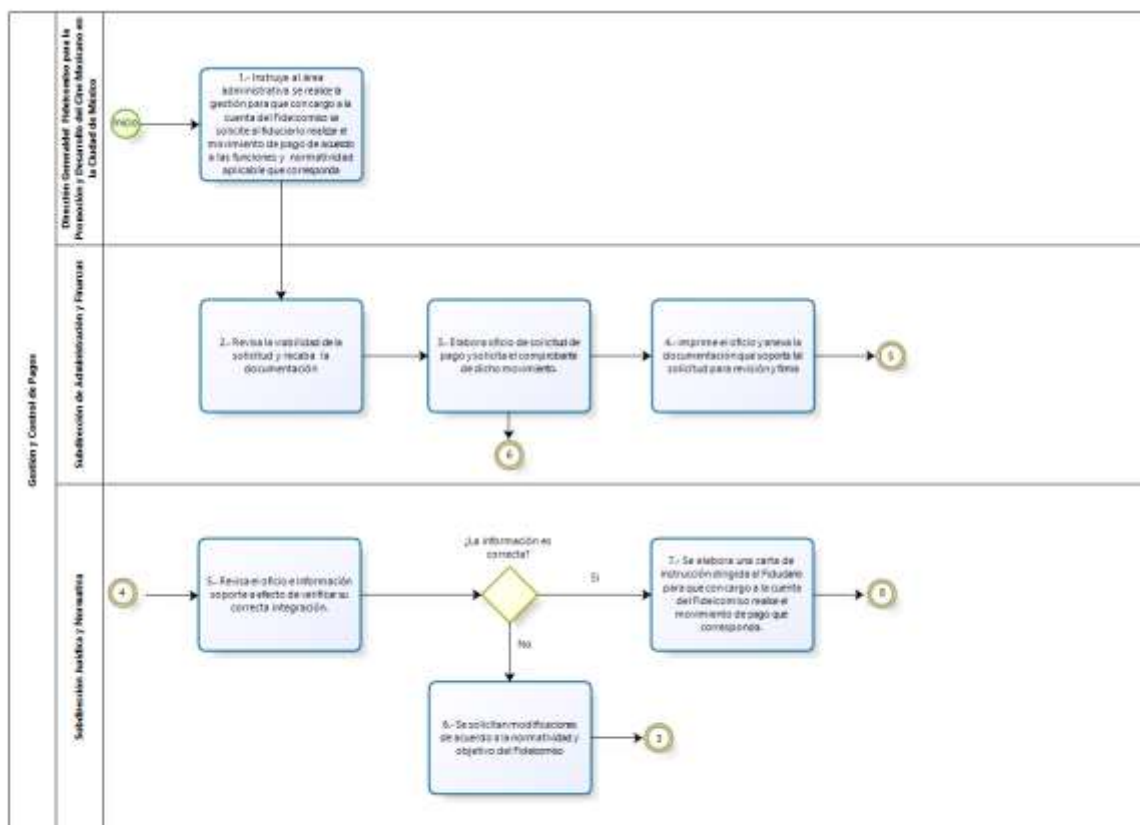 Gestión y Control de Pagos
Dirección General del Fideicomiso para la
Promoción y Desarrollo del Cine Mexicano en
la Ciudad de México
Inicio
1.- Instruye al área
administrativa se realice la
gestión para que con cargo a la
cuenta del Fideicomiso se
solicite al fiduciario realizar el
movimiento de pago de acuerdo
a las funciones y normatividad
aplicable que corresponda
Subdirección de Administración y Finanzas
2.- Revisa la viabilidad de la
solicitud y recaba la
documentación
3.- Elabora oficio de solicitud de
pago y solicita el comprobante
de dicho movimiento.
4.- Imprime el oficio y anexa la
documentación que soporta la
solicitud para revisión y firma
5
6
Subdirección Jurídica y Normativa
4
5.- Revisa el oficio e información
soporte a efecto de verificar su
correcta integración.
¿La información es
correcta?
Si
No
7.- Se elabora una carta de
instrucción dirigida al Fiduciario
para que con cargo a la cuenta
del Fideicomiso realice el
movimiento de pago que
corresponda.
8
6.- Se solicitan modificaciones
de acuerdo a la normatividad y
objetivo del Fideicomiso
3